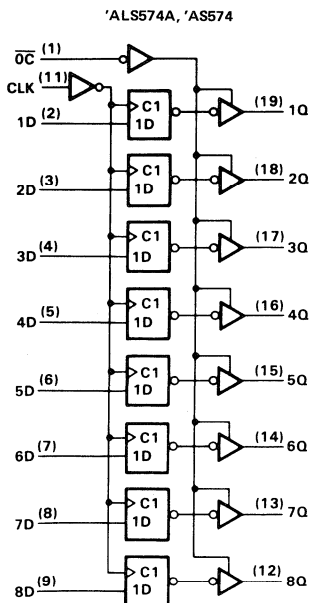 'ALS574A, 'AS574
OC (1)
CLK (11)
1D (2) C1 1D (19) 1Q
2D (3) C1 1D (18) 2Q
3D (4) C1 1D (17) 3Q
4D (5) C1 1D (16) 4Q
5D (6) C1 1D (15) 5Q
6D (7) C1 1D (14) 6Q
7D (8) C1 1D (13) 7Q
8D (9) C1 1D (12) 8Q